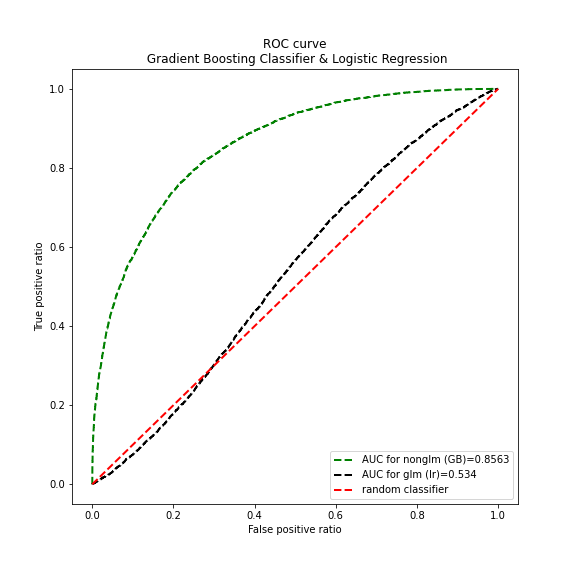 ROC curve
Gradient Boosting Classifier & Logistic Regression
1.0
0.8
0.6
0.4
0.2
0.0
True positive ratio
0.0 0.2 0.4 0.6 0.8 1.0
False positive ratio
AUC for nonglm (GB)=0.8563
AUC for glm (lr)=0.534
random classifier